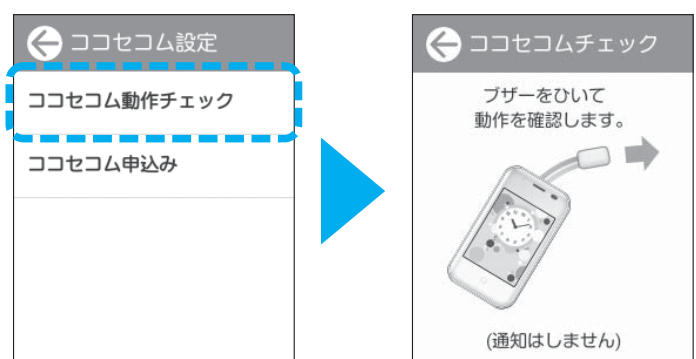 ココセコム設定
ココセコム動作チェック
ココセコム申込み
ココセコムチェック
ブザーをひいて
動作を確認します。
(通知はしません)